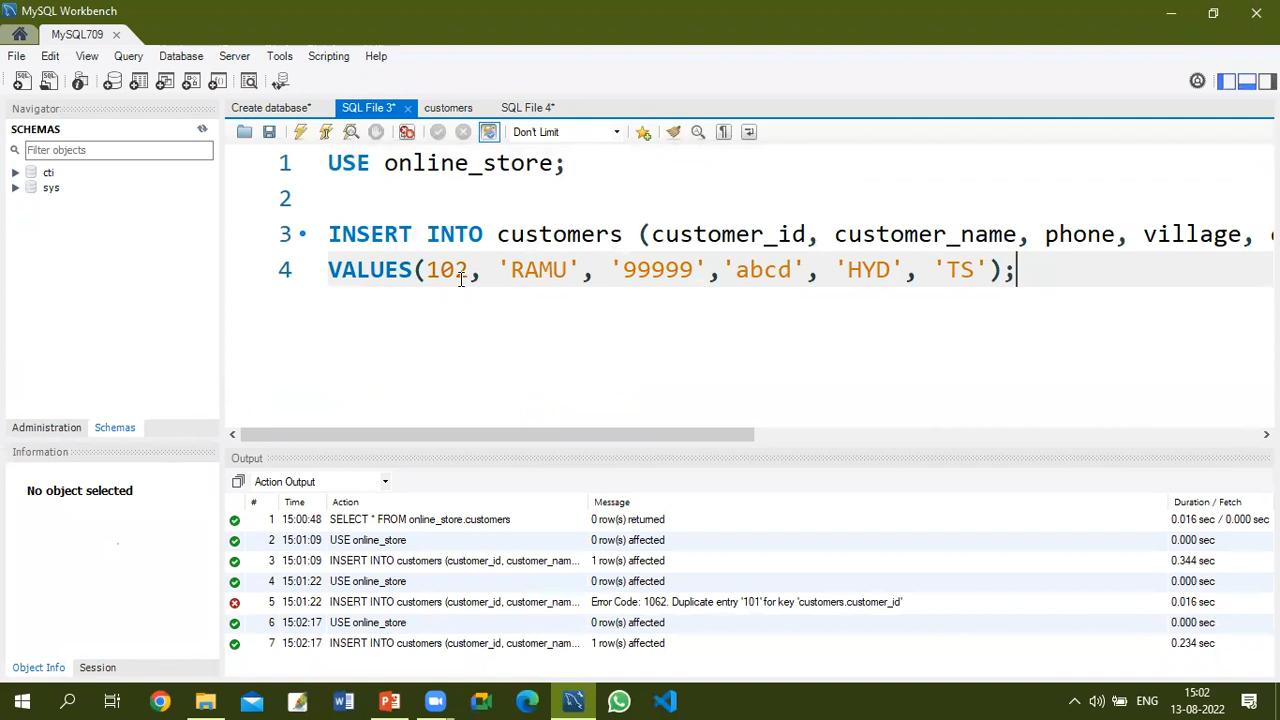 MySQL Workbench
MySQL709
File Edit View Query Database Server Tools Scripting Help
Navigator:
SCHEMAS
Filter objects
cti
sys
Administration Schemas
Information
No object selected
Object Info Session
Create database* SQL File 3* customers SQL File 4*
Don't Limit
1 USE online_store;
2
3 INSERT INTO customers (customer_id, customer_name, phone, village,
4 VALUES(102, 'RAMU', '99999','abcd', 'HYD', 'TS');
Output
Action Output
# Time Action Message Duration / Fetch
1 15:00:48 SELECT * FROM online_store.customers 0 row(s) returned 0.016 sec / 0.000 sec
2 15:01:09 USE online_store 0 row(s) affected 0.000 sec
3 15:01:09 INSERT INTO customers (customer_id, customer_nam... 1 row(s) affected 0.344 sec
4 15:01:22 USE online_store 0 row(s) affected 0.000 sec
5 15:01:22 INSERT INTO customers (customer_id, customer_nam... Error Code: 1062. Duplicate entry '101' for key 'customers.customer_id' 0.016 sec
6 15:02:17 USE online_store 0 row(s) affected 0.000 sec
7 15:02:17 INSERT INTO customers (customer_id, customer_nam... 1 row(s) affected 0.234 sec
ENG
15:02
13-08-2022